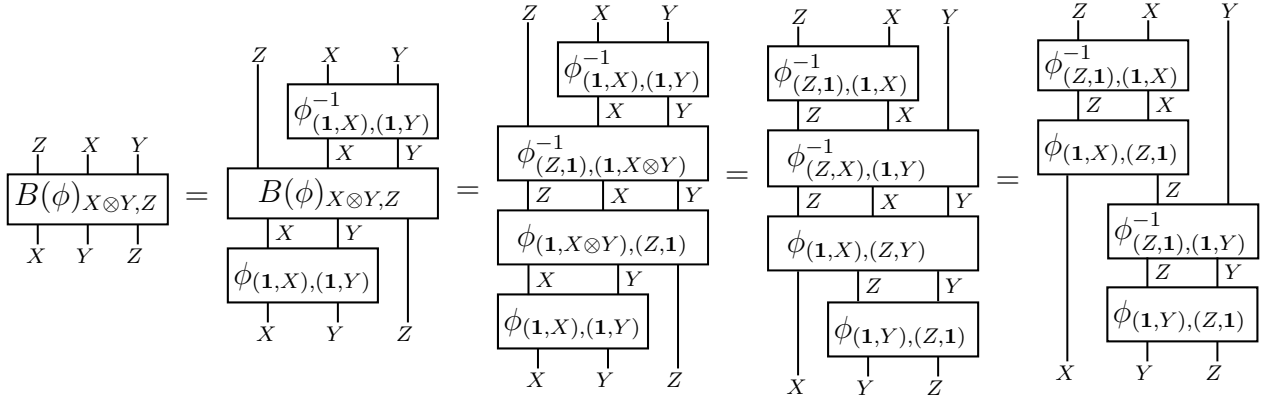 Z X Y
B(φ)_{X⊗Y,Z}
X Y Z
=
Z X Y
φ^{-1}_{(𝟏,X),(𝟏,Y)}
X Y
B(φ)_{X⊗Y,Z}
X Y
φ_{(𝟏,X),(𝟏,Y)}
X Y Z
=
Z X Y
φ^{-1}_{(𝟏,X),(𝟏,Y)}
X Y
φ^{-1}_{(Z,𝟏),(𝟏,X⊗Y)}
Z X Y
φ_{(𝟏,X⊗Y),(Z,𝟏)}
X Y
φ_{(𝟏,X),(𝟏,Y)}
X Y Z
=
Z X Y
φ^{-1}_{(Z,𝟏),(𝟏,X)}
Z X
φ^{-1}_{(Z,X),(𝟏,Y)}
Z X Y
φ_{(𝟏,X),(Z,Y)}
Z Y
φ_{(𝟏,Y),(Z,𝟏)}
X Y Z
=
Z X Y
φ^{-1}_{(Z,𝟏),(𝟏,X)}
Z X
φ_{(𝟏,X),(Z,𝟏)}
Z
φ^{-1}_{(Z,𝟏),(𝟏,Y)}
Z Y
φ_{(𝟏,Y),(Z,𝟏)}
X Y Z